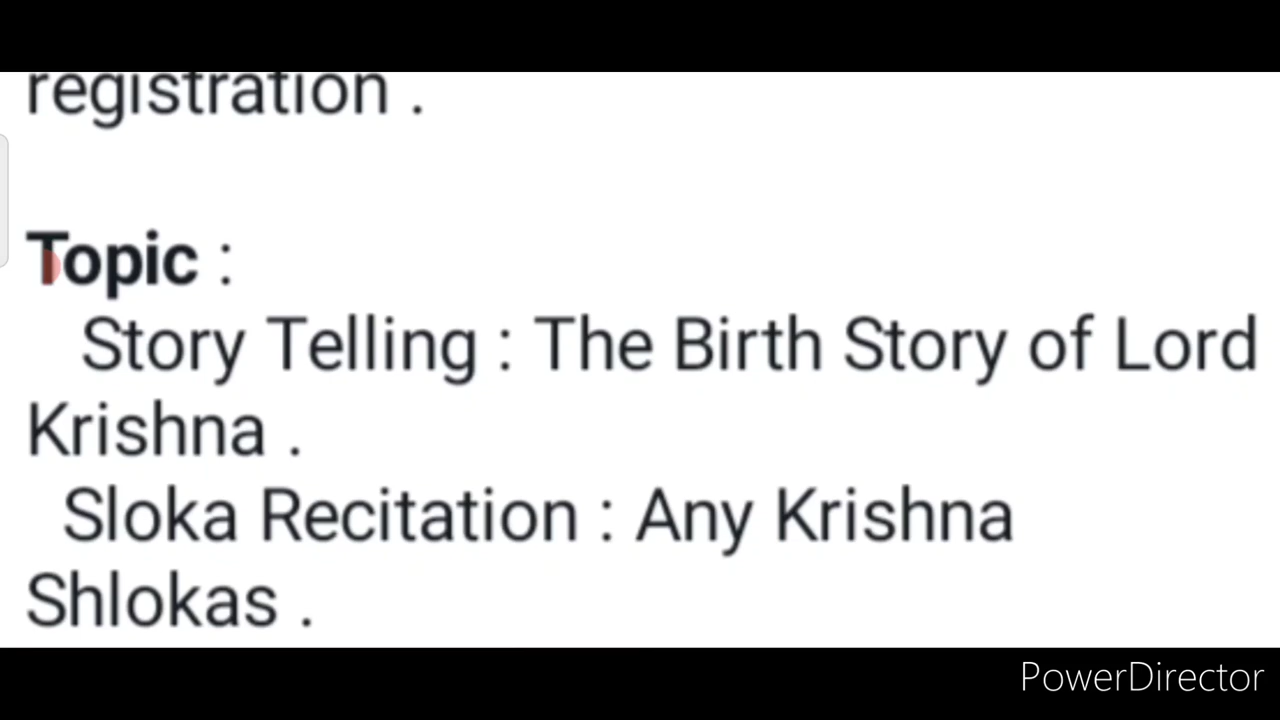 registration .
Topic :
Story Telling : The Birth Story of Lord
Krishna .
Sloka Recitation : Any Krishna
Shlokas .
PowerDirector